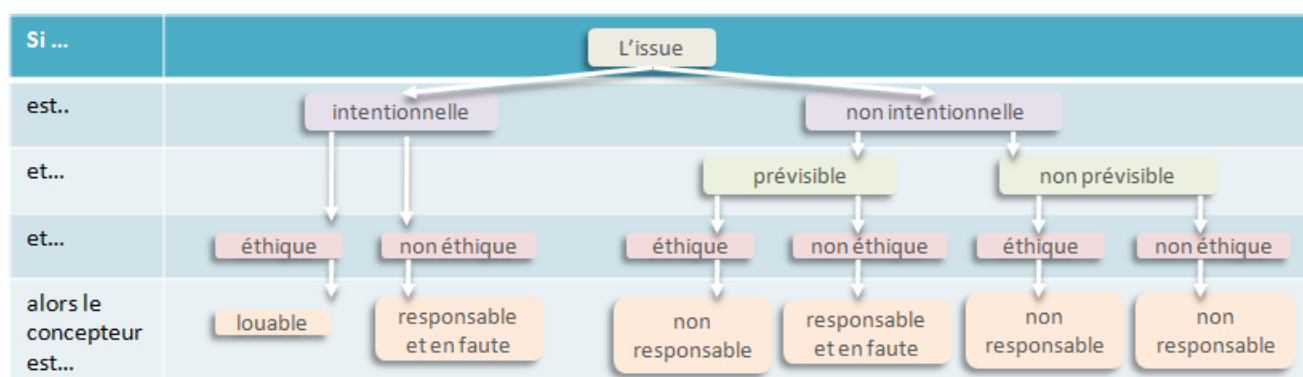 Si ...
L'issue
est..
intentionnelle
non intentionnelle
et...
prévisible
non prévisible
et...
éthique
non éthique
éthique
non éthique
éthique
non éthique
alors le
concepteur
est...
louable
responsable
et en faute
non
responsable
responsable
et en faute
non
responsable
non
responsable